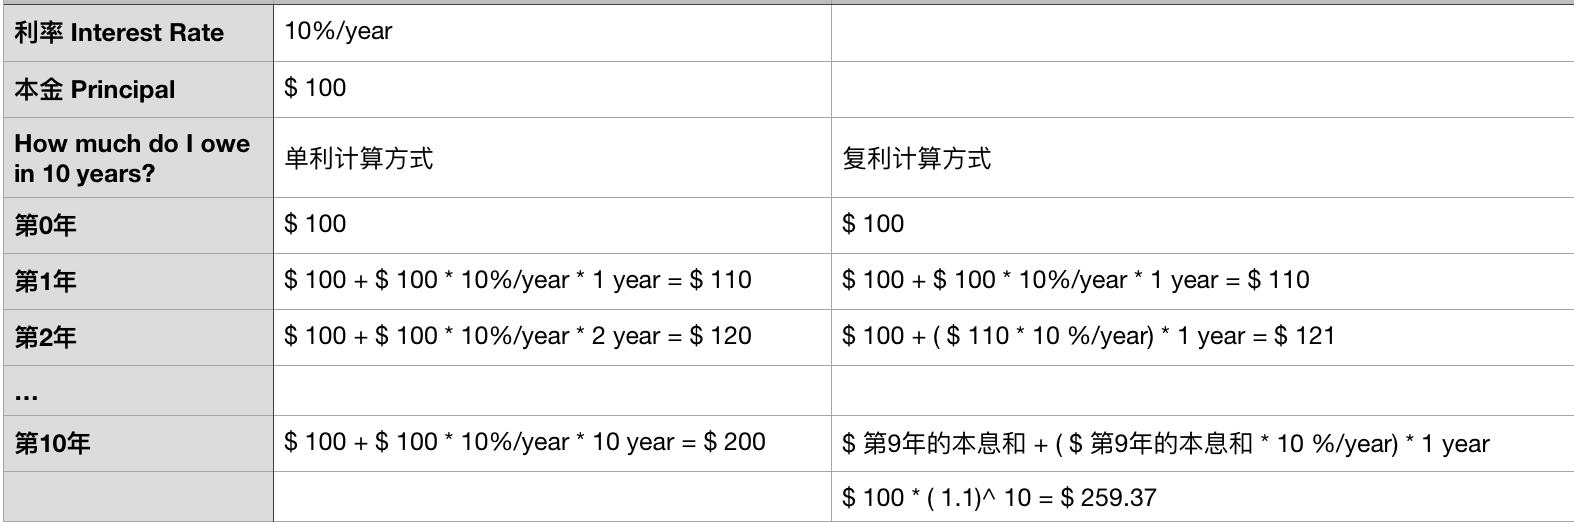 利率 Interest Rate
10%/year
本金 Principal
$ 100
How much do I owe
in 10 years?
单利计算方式
复利计算方式
第0年
$ 100
$ 100
第1年
$ 100 + $ 100 * 10%/year * 1 year = $ 110
$ 100 + $ 100 * 10%/year * 1 year = $ 110
第2年
$ 100 + $ 100 * 10%/year * 2 year = $ 120
$ 100 + ( $ 110 * 10 %/year) * 1 year = $ 121
...
第10年
$ 100 + $ 100 * 10%/year * 10 year = $ 200
$ 第9年的本息和 + ( $ 第9年的本息和 * 10 %/year) * 1 year
$ 100 * ( 1.1)^ 10 = $ 259.37